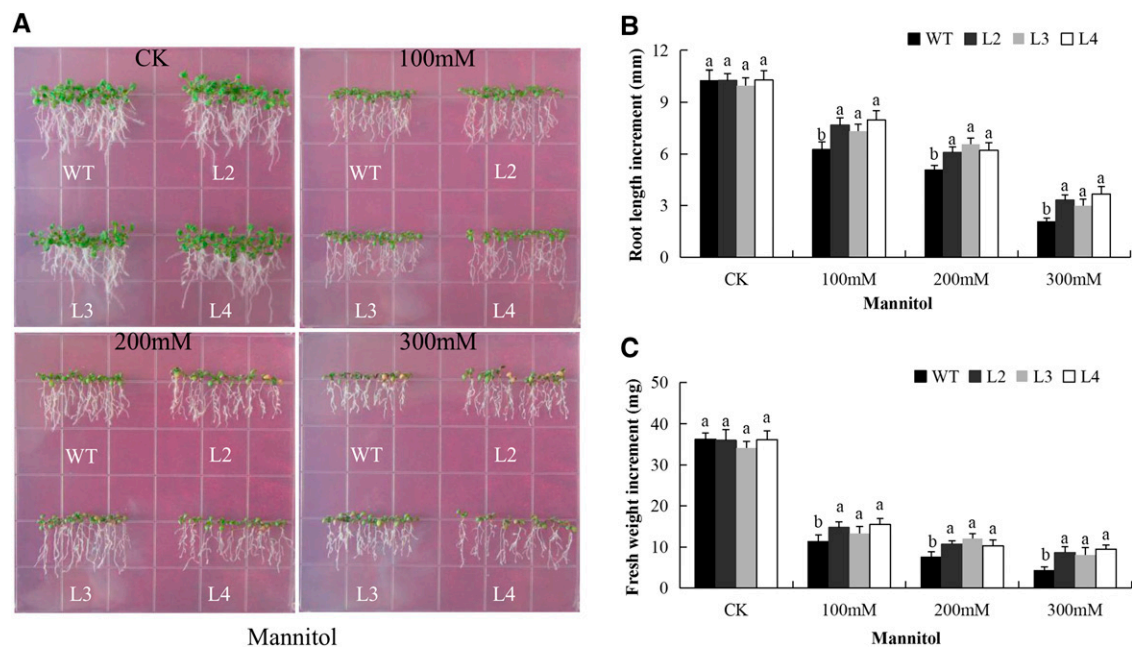 A
CK
100mM
WT
L2
WT
L2
L3
L4
L3
L4
200mM
300mM
WT
L2
WT
L2
L3
L4
L3
L4
Mannitol
B
WT L2 L3 L4
Root length increment (mm)
12
9
6
3
0
a a a a
b a a a
b a a a
b a a a
CK 100mM 200mM 300mM
Mannitol
C
WT L2 L3 L4
Fresh weight increment (mg)
50
40
30
20
10
0
a a a a
b a a a
b a a a
b a a a
CK 100mM 200mM 300mM
Mannitol